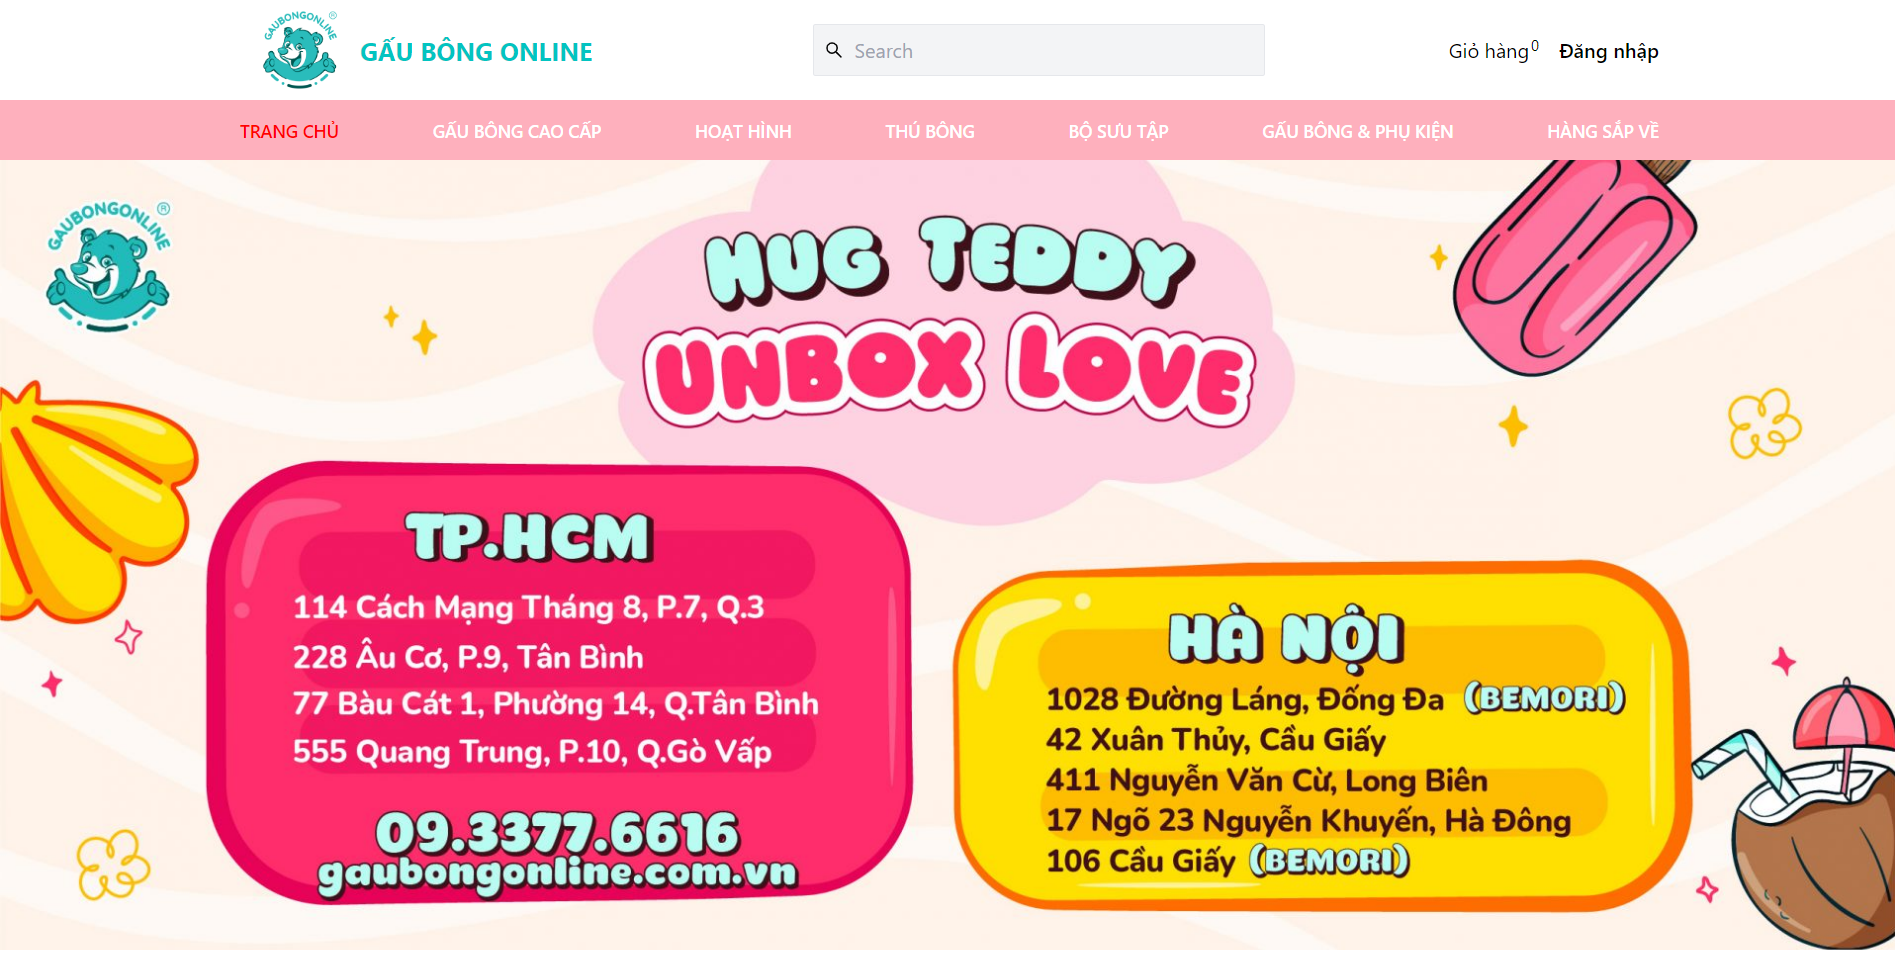 GAUBONGONLINE ®
GẤU BÔNG ONLINE
Search
Giỏ hàng 0
Đăng nhập
TRANG CHỦ
GẤU BÔNG CAO CẤP
HOẠT HÌNH
THÚ BÔNG
BỘ SƯU TẬP
GẤU BÔNG & PHỤ KIỆN
HÀNG SẮP VỀ
GAUBONGONLINE ®
HUG TEDDY
UNBOX LOVE
TP.HCM
114 Cách Mạng Tháng 8, P.7, Q.3
228 Âu Cơ, P.9, Tân Bình
77 Bàu Cát 1, Phường 14, Q.Tân Bình
555 Quang Trung, P.10, Q.Gò Vấp
09.3377.6616
gaubongonline.com.vn
HÀ NỘI
1028 Đường Láng, Đống Đa (BEMORI)
42 Xuân Thủy, Cầu Giấy
411 Nguyễn Văn Cừ, Long Biên
17 Ngõ 23 Nguyễn Khuyến, Hà Đông
106 Cầu Giấy (BEMORI)